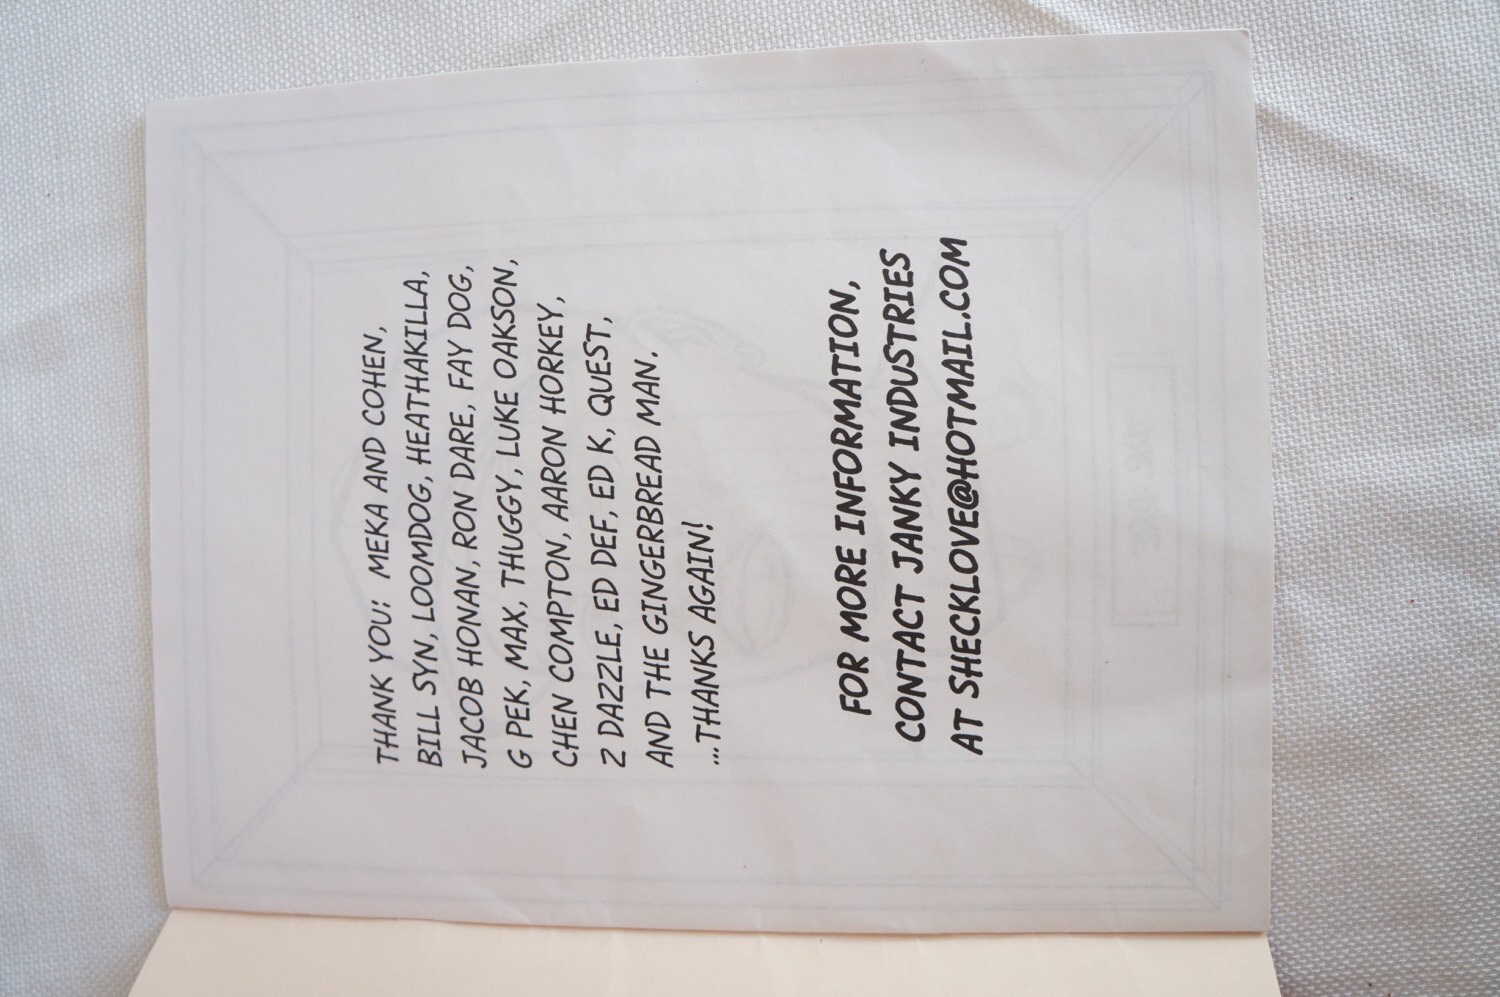 THANK YOU: MEKA AND COHEN,
BILL SYN, LOOMDOG, HEATHAKILLA,
JACOB HONAN, RON DARE, FAY DOG,
G PEK, MAX, THUGGY, LUKE OAKSON,
CHEN COMPTON, AARON HORKEY,
2 DAZZLE, ED DEF, ED K, QUEST,
AND THE GINGERBREAD MAN.
...THANKS AGAIN!
FOR MORE INFORMATION,
CONTACT JANKY INDUSTRIES
AT SHECKLOVE@HOTMAIL.COM